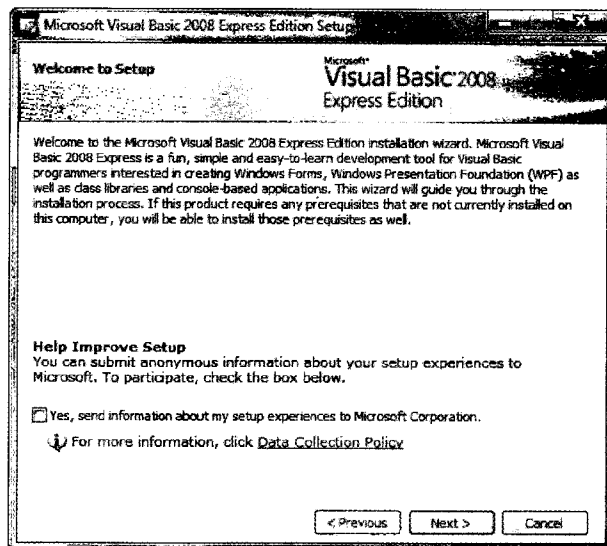 Microsoft Visual Basic 2008 Express Edition Setup
Welcome to Setup
Microsoft®
Visual Basic® 2008
Express Edition
Welcome to the Microsoft Visual Basic 2008 Express Edition installation wizard. Microsoft Visual
Basic 2008 Express is a fun, simple and easy-to-learn development tool for Visual Basic
programmers interested in creating Windows Forms, Windows Presentation Foundation (WPF) as
well as class libraries and console-based applications. This wizard will guide you through the
installation process. If this product requires any prerequisites that are not currently installed on
this computer, you will be able to install those prerequisites as well.
Help Improve Setup
You can submit anonymous information about your setup experiences to
Microsoft. To participate, check the box below.
Yes, send information about my setup experiences to Microsoft Corporation.
For more information, click Data Collection Policy
< Previous
Next >
Cancel